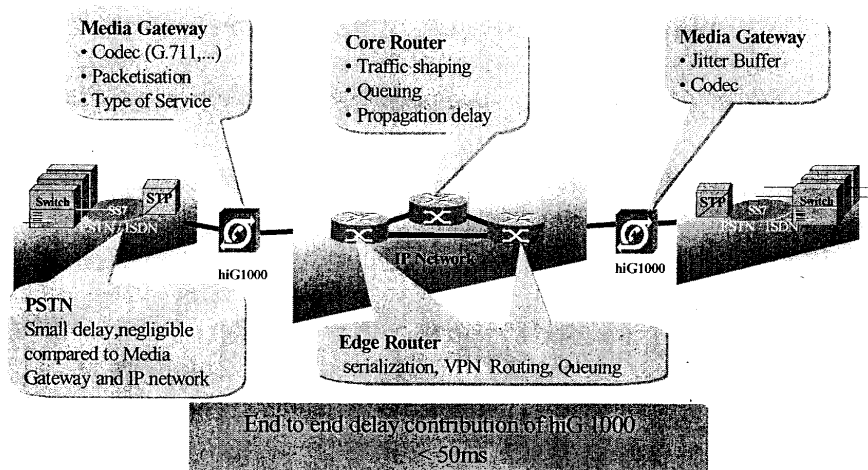 Media Gateway
• Codec (G.711,...)
• Packetisation
• Type of Service
Core Router
• Traffic shaping
• Queuing
• Propagation delay
Media Gateway
• Jitter Buffer
• Codec
Switch
SS7
STP
PSTN / ISDN
hiG1000
IP Network
hiG1000
STP
SS7
Switch
PSTN / ISDN
PSTN
Small delay,negligible
compared to Media
Gateway and IP network
Edge Router
serialization, VPN Routing, Queuing
End to end delay contribution of hiG 1000
< 50ms